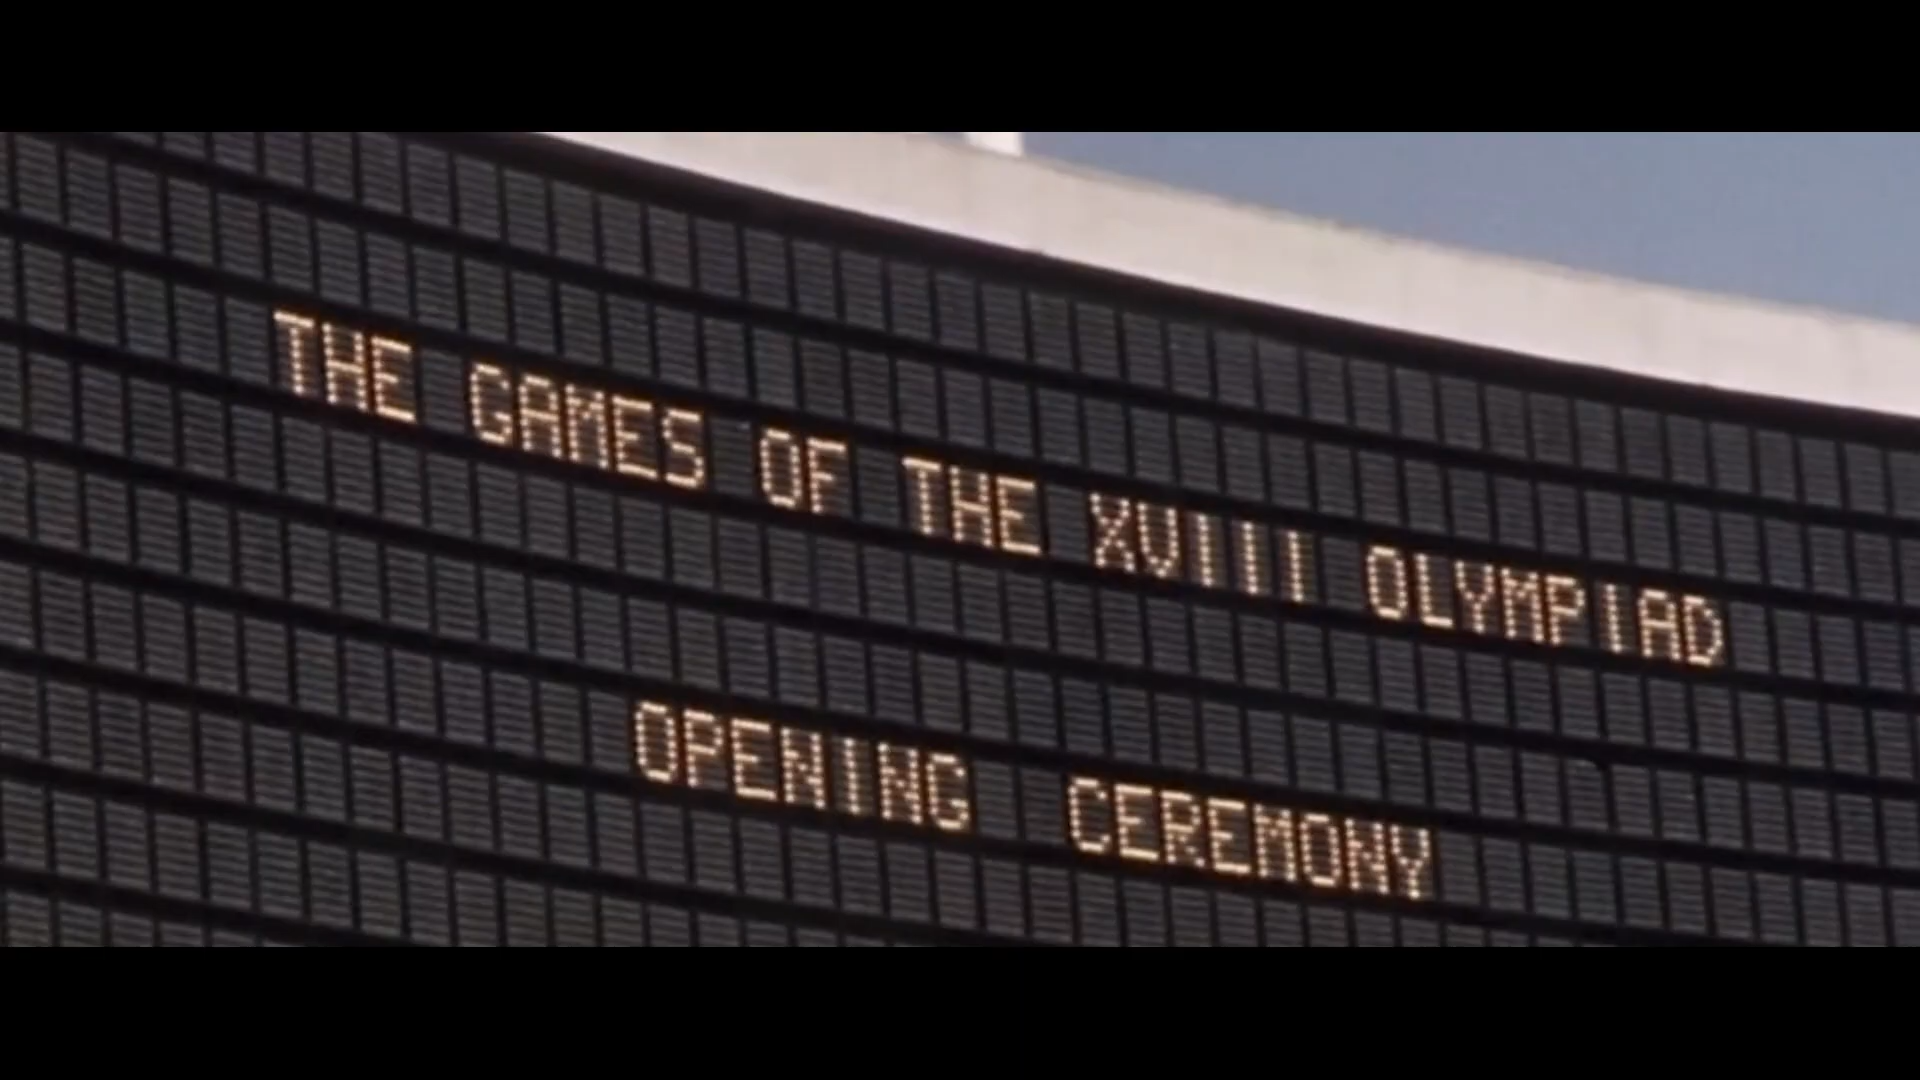 THE GAMES OF THE XVIII OLYMPIAD
OPENING CEREMONY